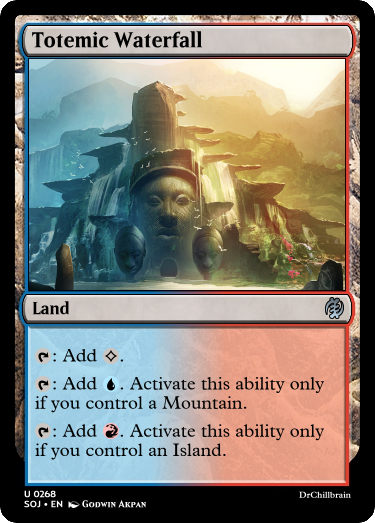 Totemic Waterfall
Land
: Add .
: Add . Activate this ability only
if you control a Mountain.
: Add . Activate this ability only
if you control an Island.
U 0268
SOJ • EN Godwin Akpan
DrChillbrain